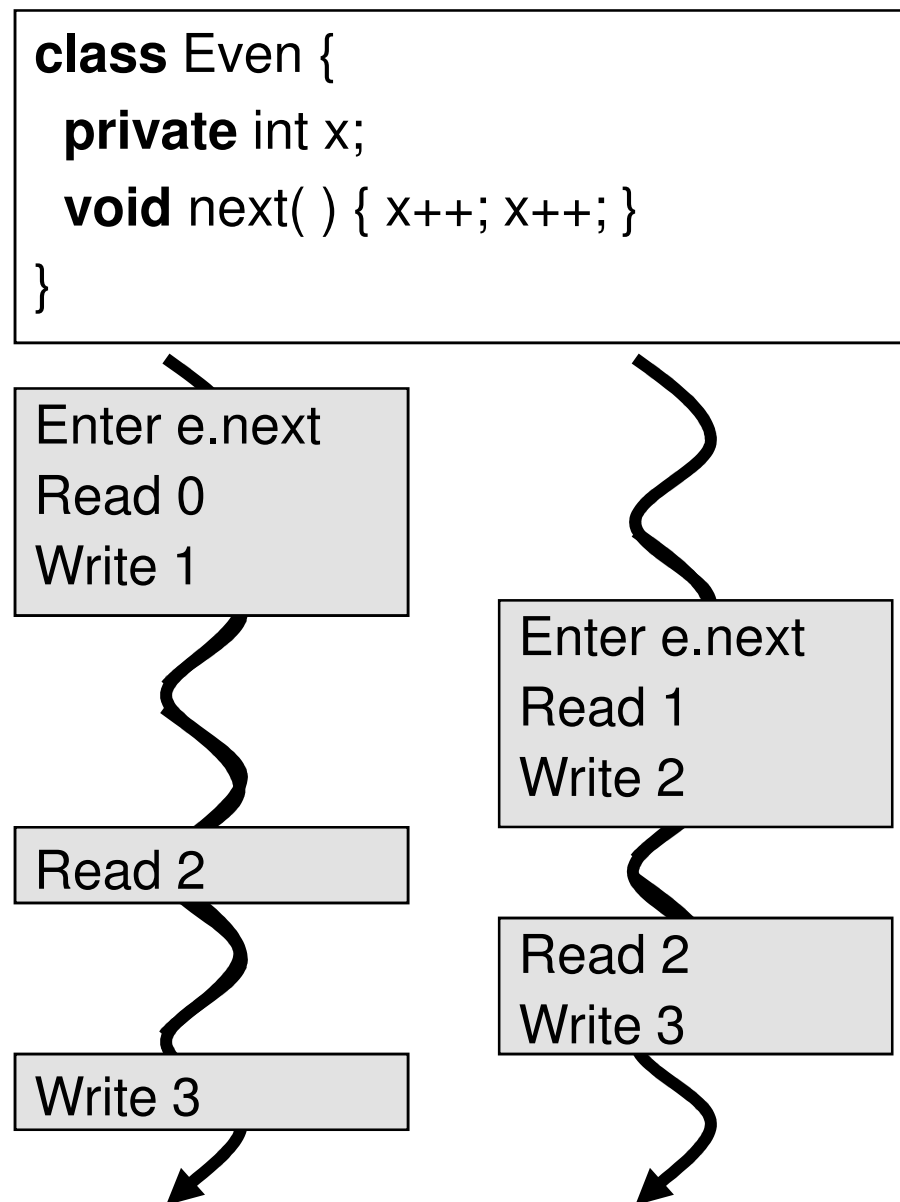 class Even {
private int x;
void next( ) { x++; x++; }
}
Enter e.next
Read 0
Write 1
Enter e.next
Read 1
Write 2
Read 2
Read 2
Write 3
Write 3